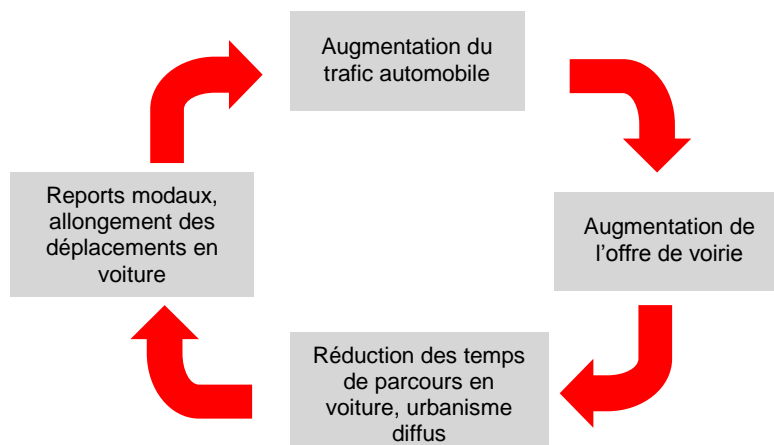 Augmentation du
trafic automobile
Augmentation de
l’offre de voirie
Réduction des temps
de parcours en
voiture, urbanisme
diffus
Reports modaux,
allongement des
déplacements en
voiture